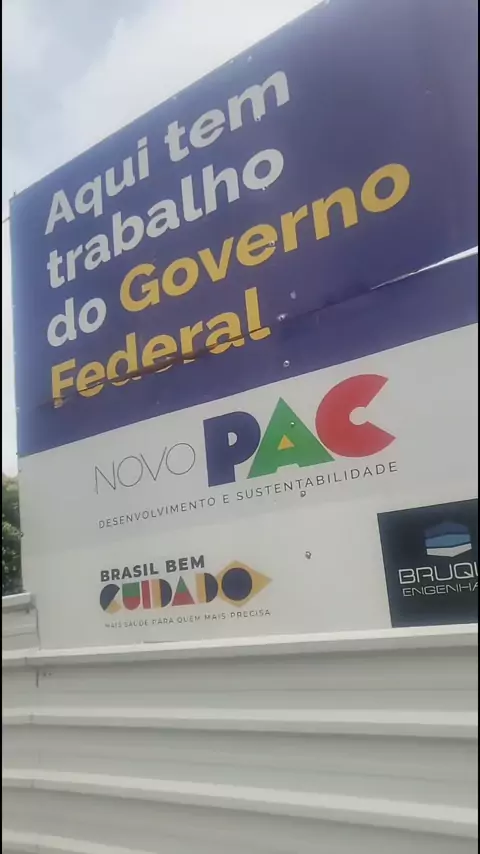 Aqui tem
trabalho
do Governo
Federal
NOVO PAC
DESENVOLVIMENTO E SUSTENTABILIDADE
BRASIL BEM
CUIDADO
MAIS SAÚDE PARA QUEM MAIS PRECISA